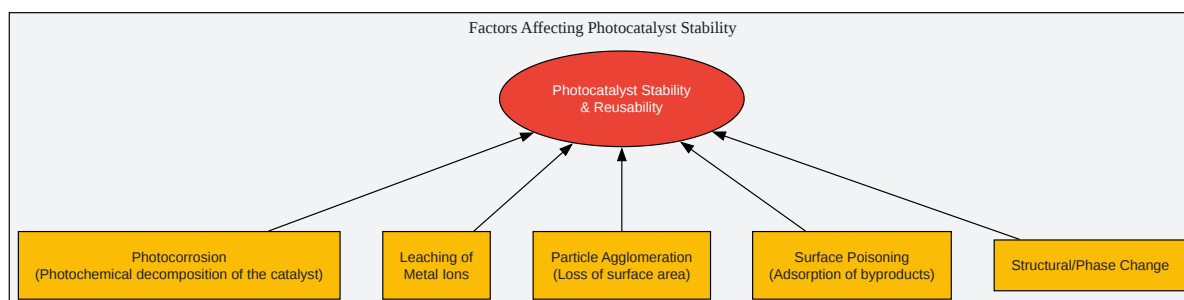 Factors Affecting Photocatalyst Stability
Photocatalyst Stability
& Reusability
Photocorrosion
(Photochemical decomposition of the catalyst)
Leaching of
Metal Ions
Particle Agglomeration
(Loss of surface area)
Surface Poisoning
(Adsorption of byproducts)
Structural/Phase Change